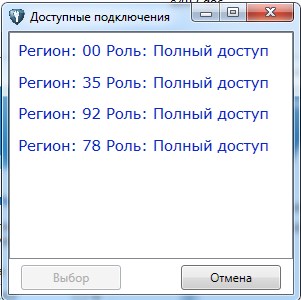 Доступные подключения
Регион: 00 Роль: Полный доступ
Регион: 35 Роль: Полный доступ
Регион: 92 Роль: Полный доступ
Регион: 78 Роль: Полный доступ
Выбор Отмена